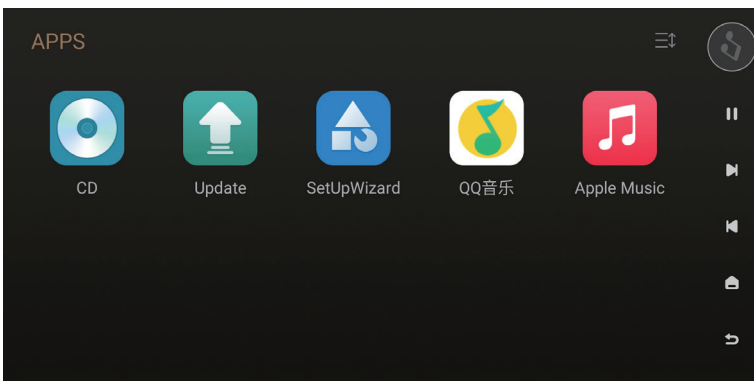 APPS
CD
Update
SetUpWizard
QQ音乐
Apple Music